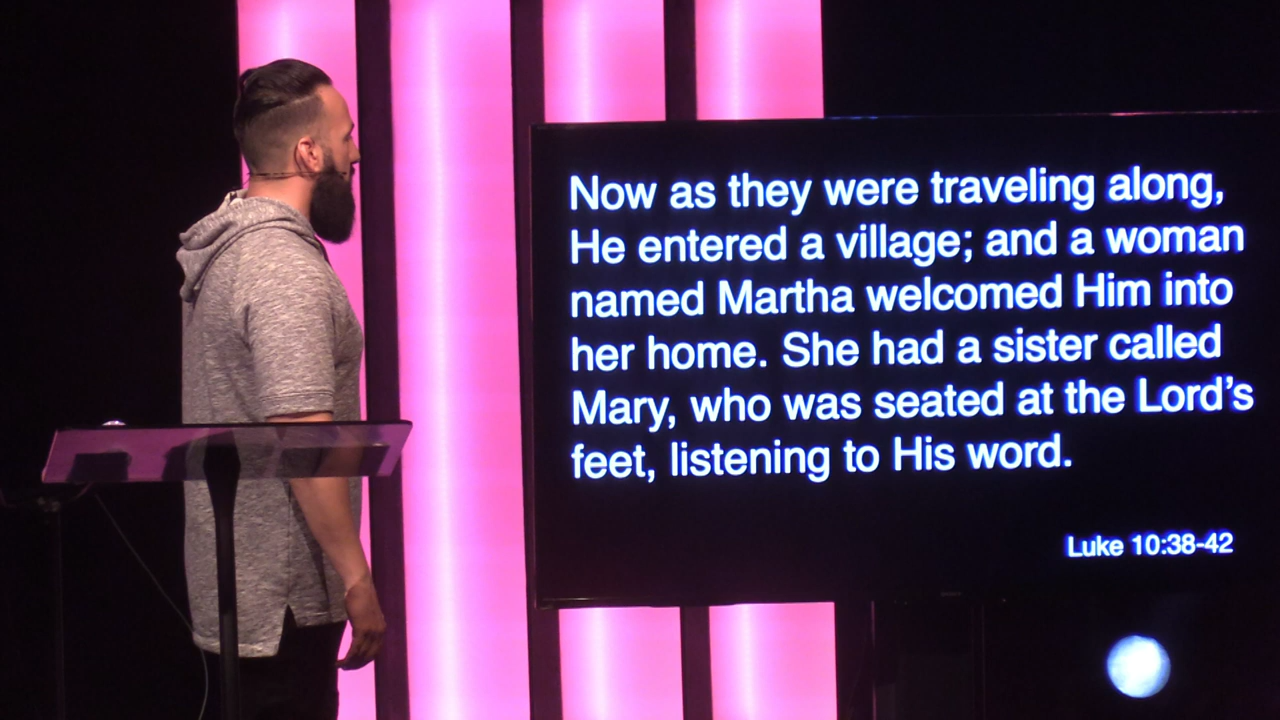 Now as they were traveling along,
He entered a village; and a woman
named Martha welcomed Him into
her home. She had a sister called
Mary, who was seated at the Lord’s
feet, listening to His word.
Luke 10:38-42